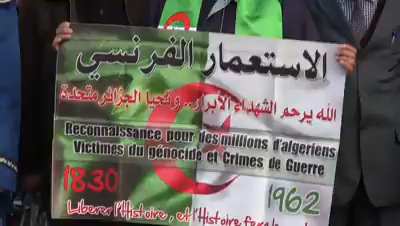 الاستعمار الفرنسي
الله يرحم الشهداء الأبرار.. و تحيا الجزائر متحدة
Reconnaissance pour des millions d'algeriens
Victimes du génocide et Crimes de Guerre
1830
1962
Libérer l'Histoire, et l'Histoire